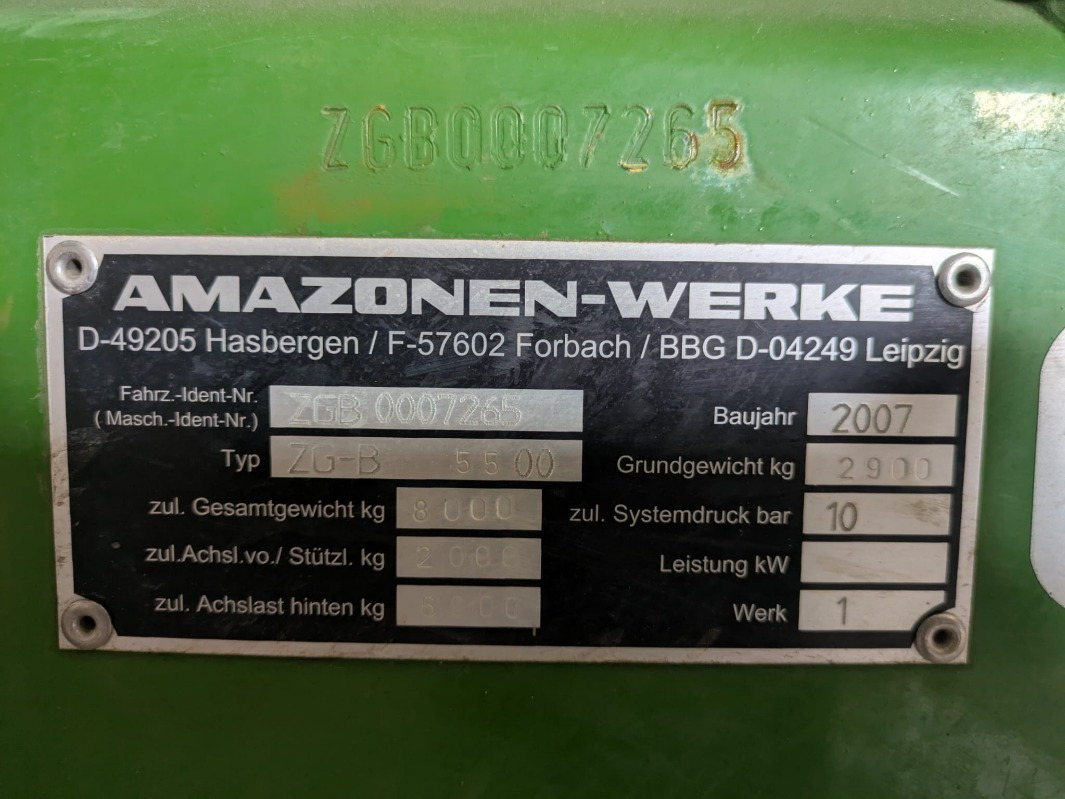 ZGB0007265
AMAZONEN-WERKE
D-49205 Hasbergen / F-57602 Forbach / BBG D-04249 Leipzig
Fahrz.-Ident-Nr.
( Masch.-Ident-Nr.) ZGB 0007265
Typ ZG-B 5500
zul. Gesamtgewicht kg 8000
zul.Achsl.vo./ Stützl. kg 2000
zul. Achslast hinten kg
Baujahr 2007
Grundgewicht kg 2900
zul. Systemdruck bar 10
Leistung kW
Werk 1